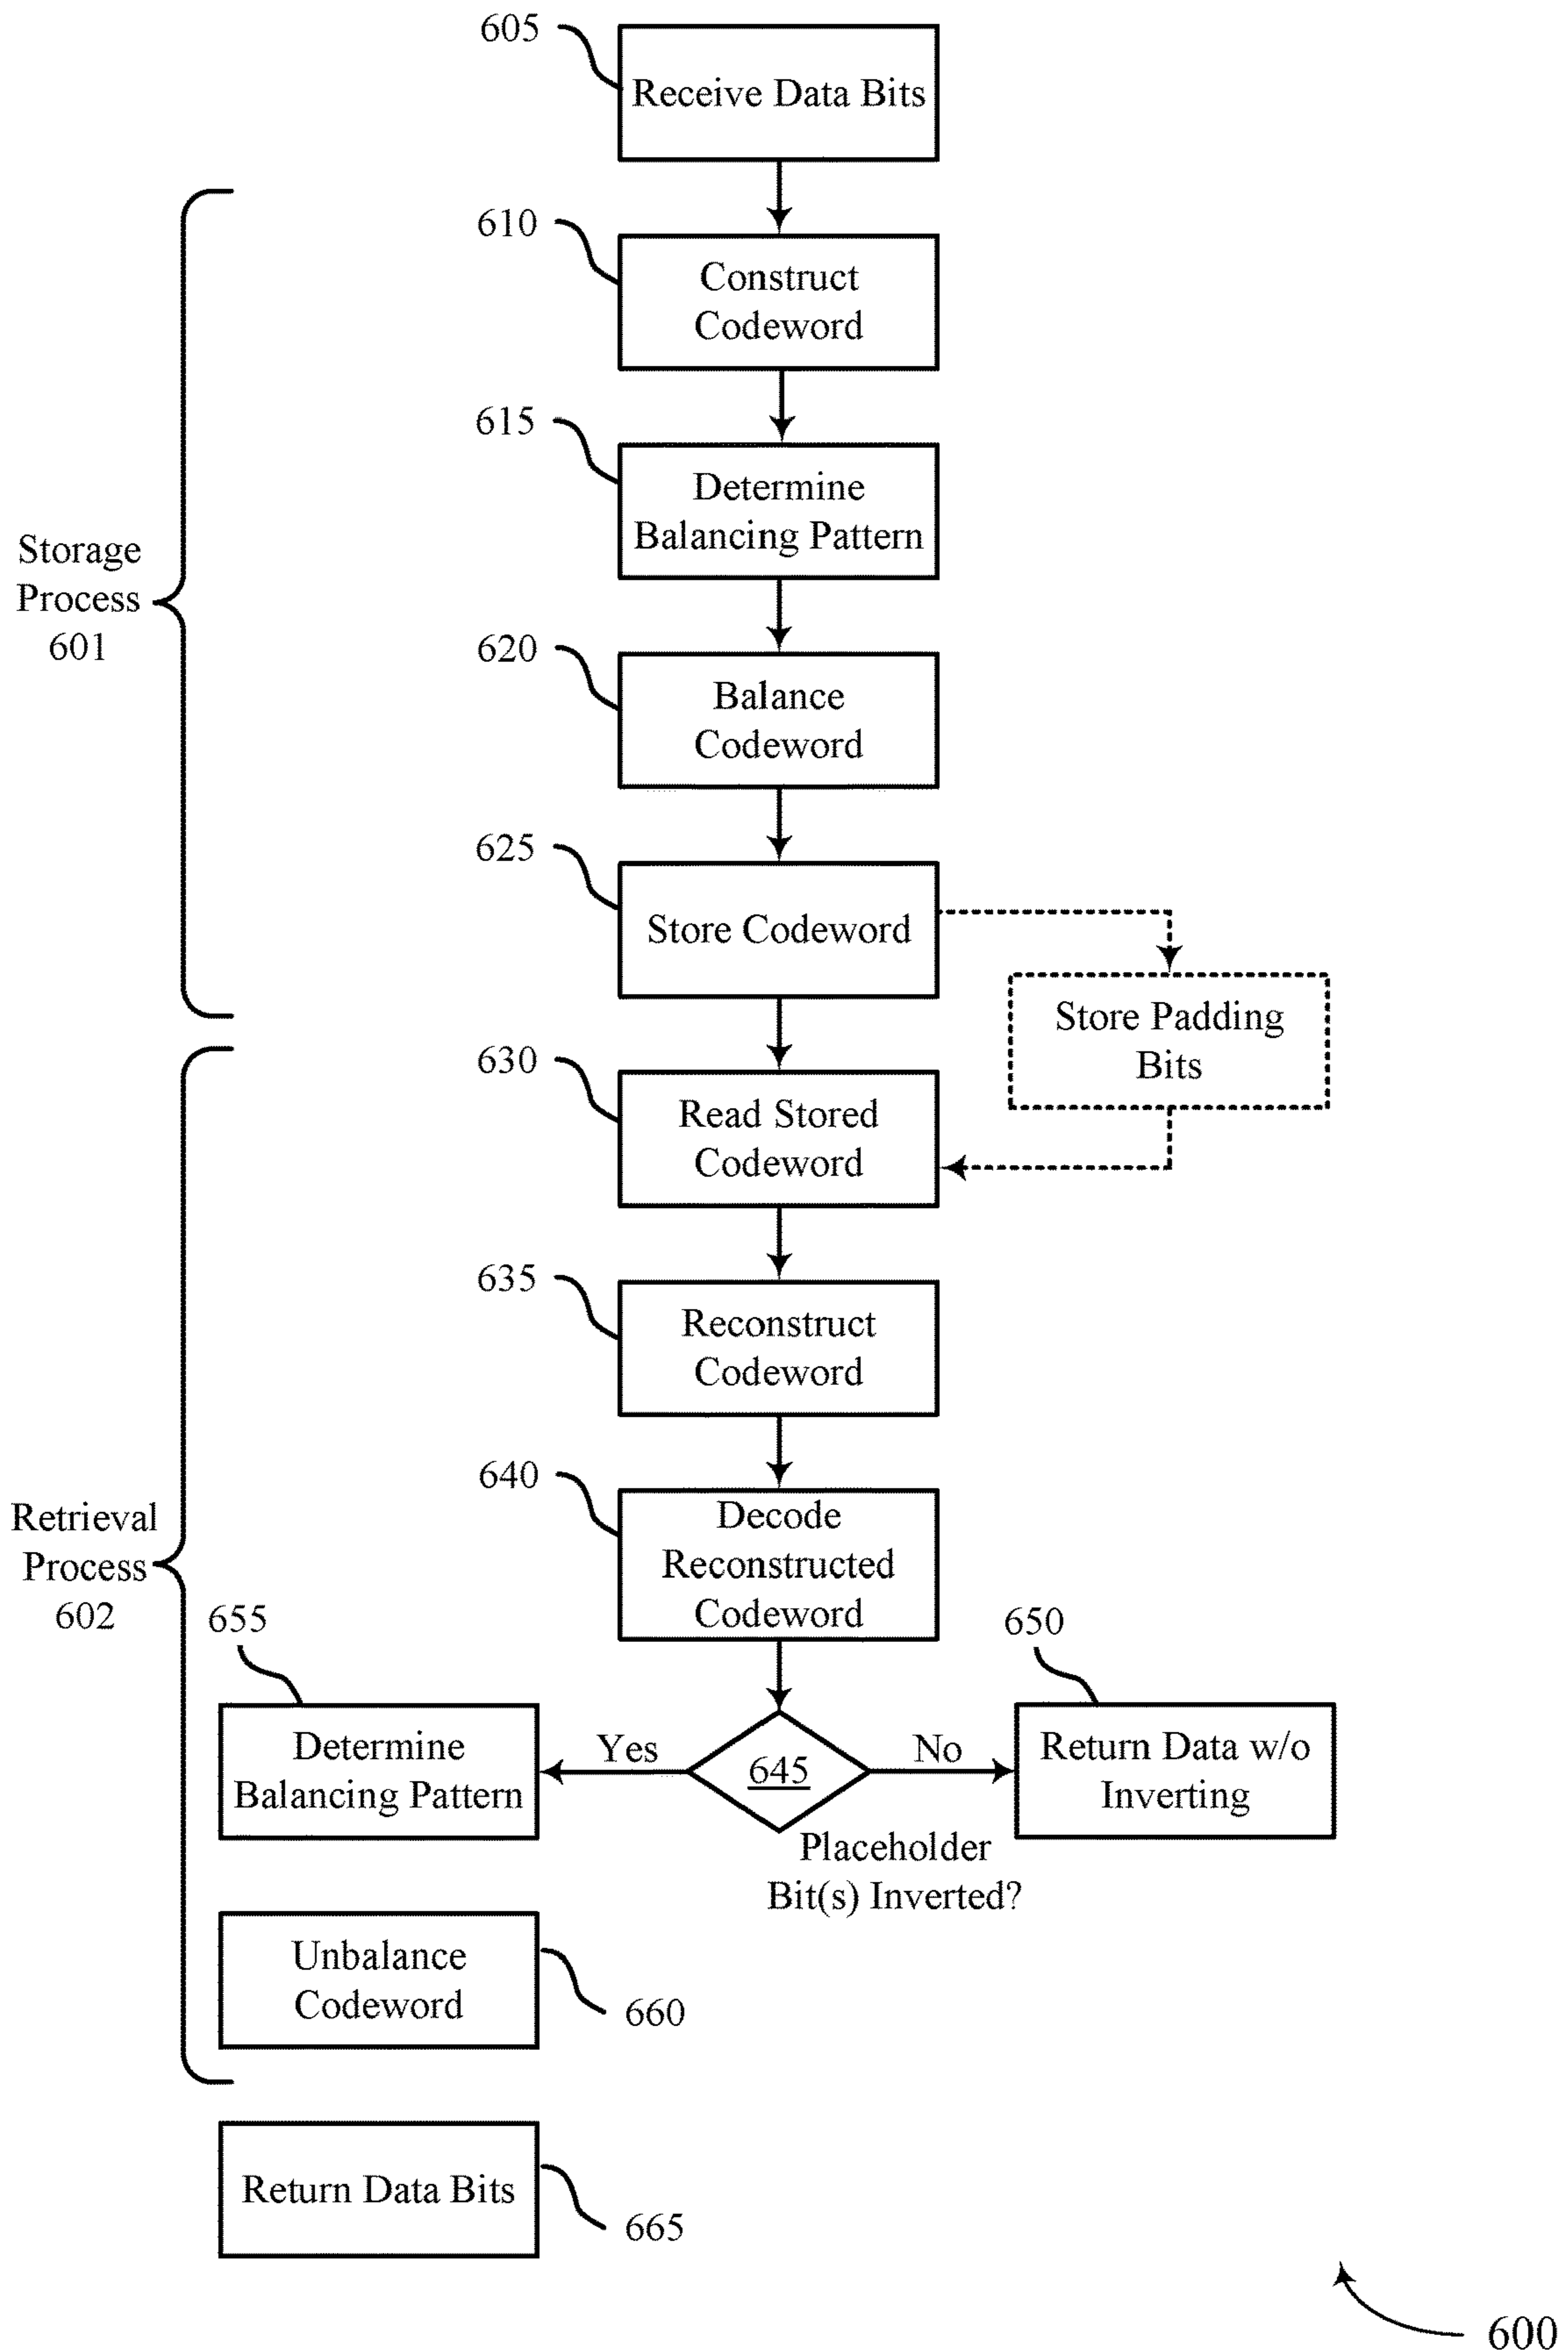 605
Receive Data Bits
610
Construct
Codeword
615
Determine
Balancing Pattern
Storage
Process
601
620
Balance
Codeword
625
Store Codeword
Store Padding
Bits
630
Read Stored
Codeword
635
Reconstruct
Codeword
640
Decode
Reconstructed
Codeword
Retrieval
Process
602
655
650
Determine
Balancing Pattern
Yes
645
No
Return Data w/o
Inverting
Placeholder
Bit(s) Inverted?
Unbalance
Codeword
660
Return Data Bits
665
600